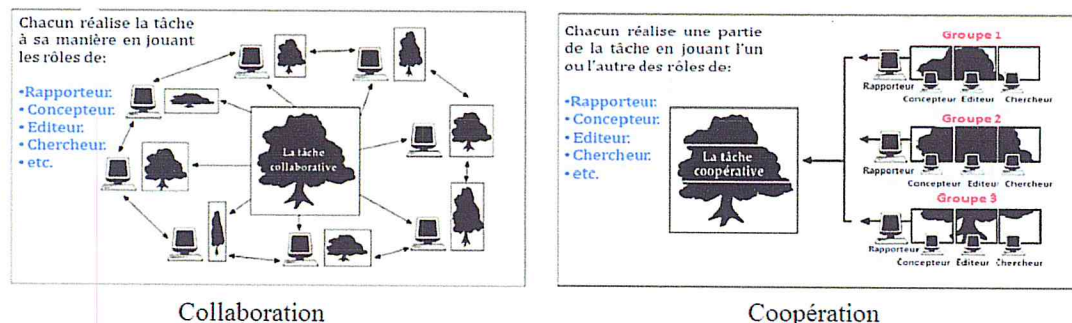 Chacun réalise la tâche
à sa manière en jouant
les rôles de:
•Rapporteur.
•Concepteur.
•Editeur.
•Chercheur.
•etc.
La tâche
collaborative
Collaboration
Chacun réalise une partie
de la tâche en jouant l'un
ou l'autre des rôles de:
•Rapporteur.
•Concepteur.
•Editeur.
•Chercheur.
•etc.
La tâche
coopérative
Groupe 1
Rapporteur
Concepteur Editeur Chercheur
Groupe 2
Rapporteur
Concepteur Editeur Chercheur
Groupe 3
Rapporteur
Concepteur Editeur Chercheur
Coopération